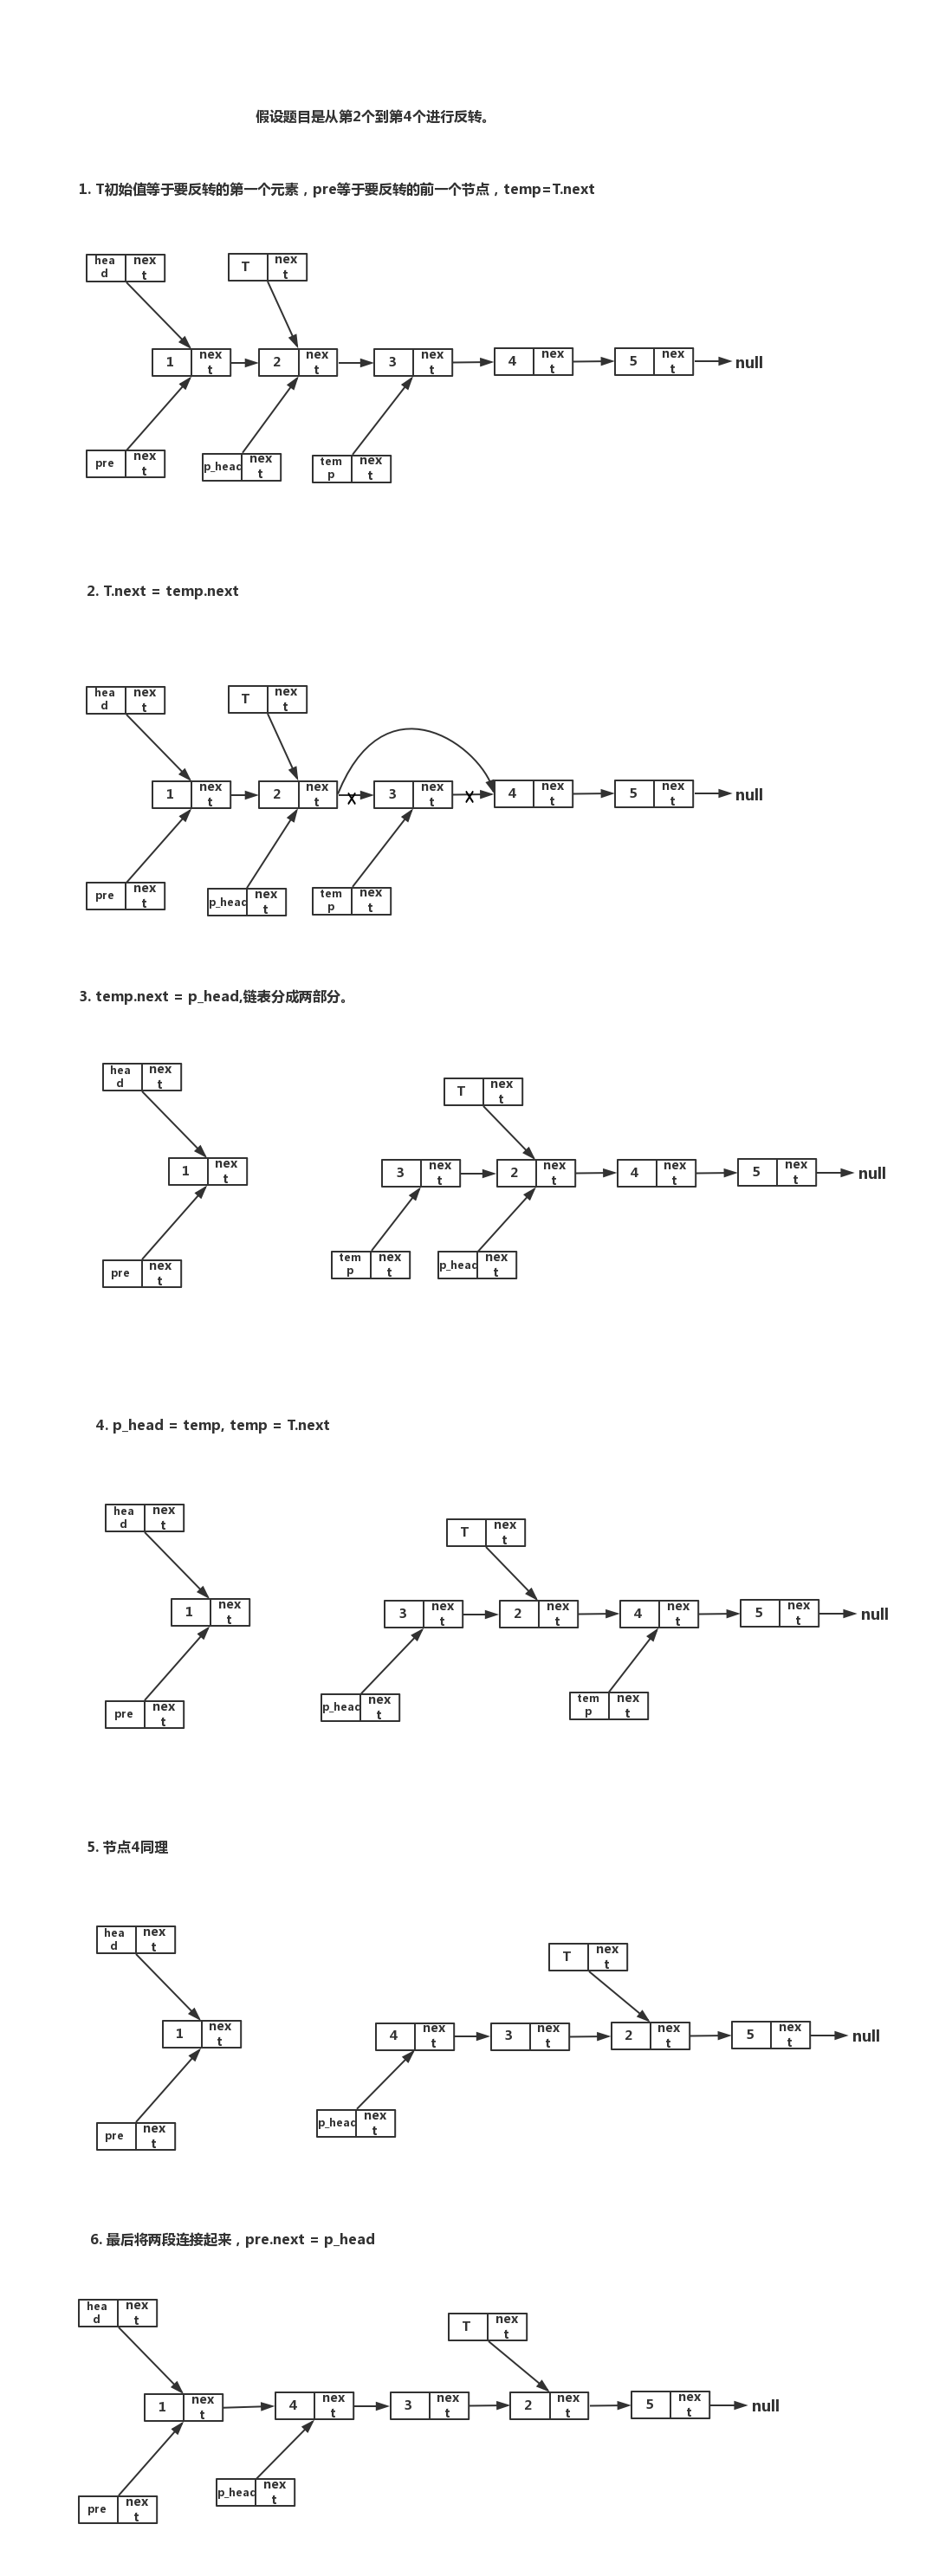 假设题目是从第2个到第4个进行反转。
1. T初始值等于要反转的第一个元素，pre等于要反转的前一个节点，temp=T.next
head next T next
1 next 2 next 3 next 4 next 5 next null
pre next p_head next temp next
2. T.next = temp.next
head next T next
1 next 2 next X 3 next X 4 next 5 next null
pre next p_head next temp next
3. temp.next = p_head,链表分成两部分。
head next T next
1 next 3 next 2 next 4 next 5 next null
pre next temp next p_head next
4. p_head = temp, temp = T.next
head next T next
1 next 3 next 2 next 4 next 5 next null
pre next p_head next temp next
5. 节点4同理
head next T next
1 next 4 next 3 next 2 next 5 next null
pre next p_head next
6. 最后将两段连接起来，pre.next = p_head
head next T next
1 next 4 next 3 next 2 next 5 next null
pre next p_head next